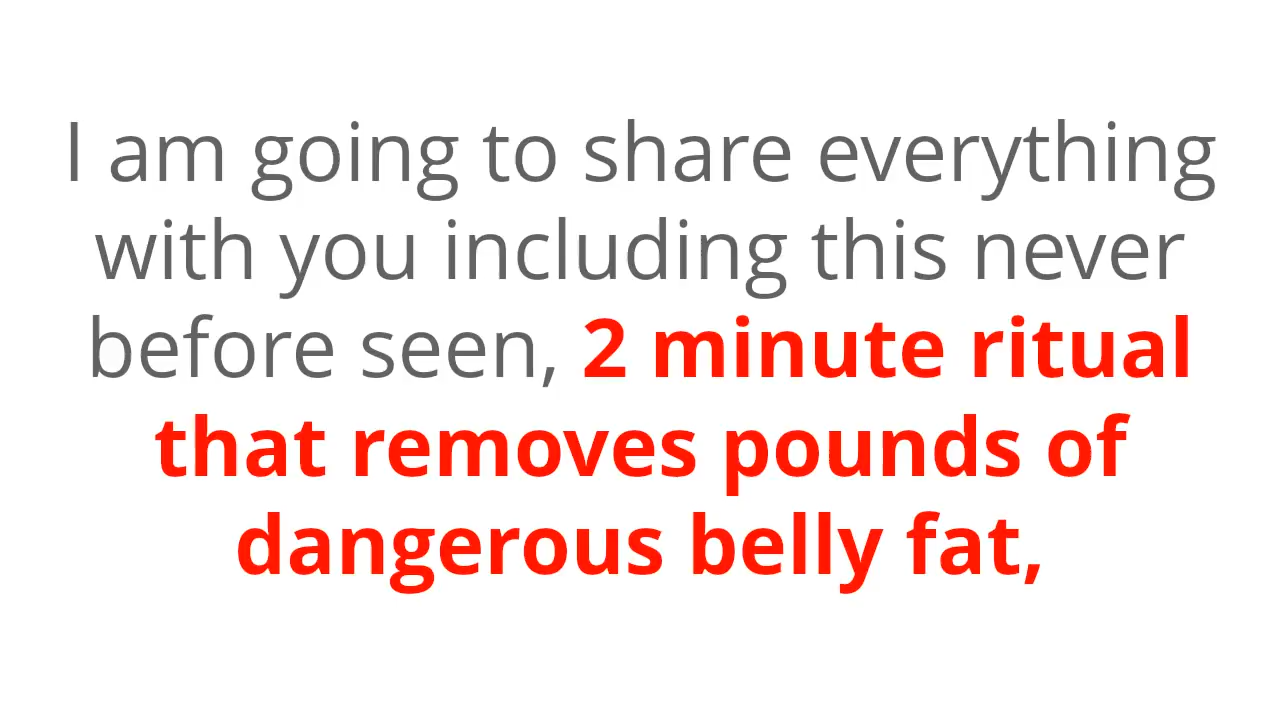 I am going to share everything
with you including this never
before seen, 2 minute ritual
that removes pounds of
dangerous belly fat,